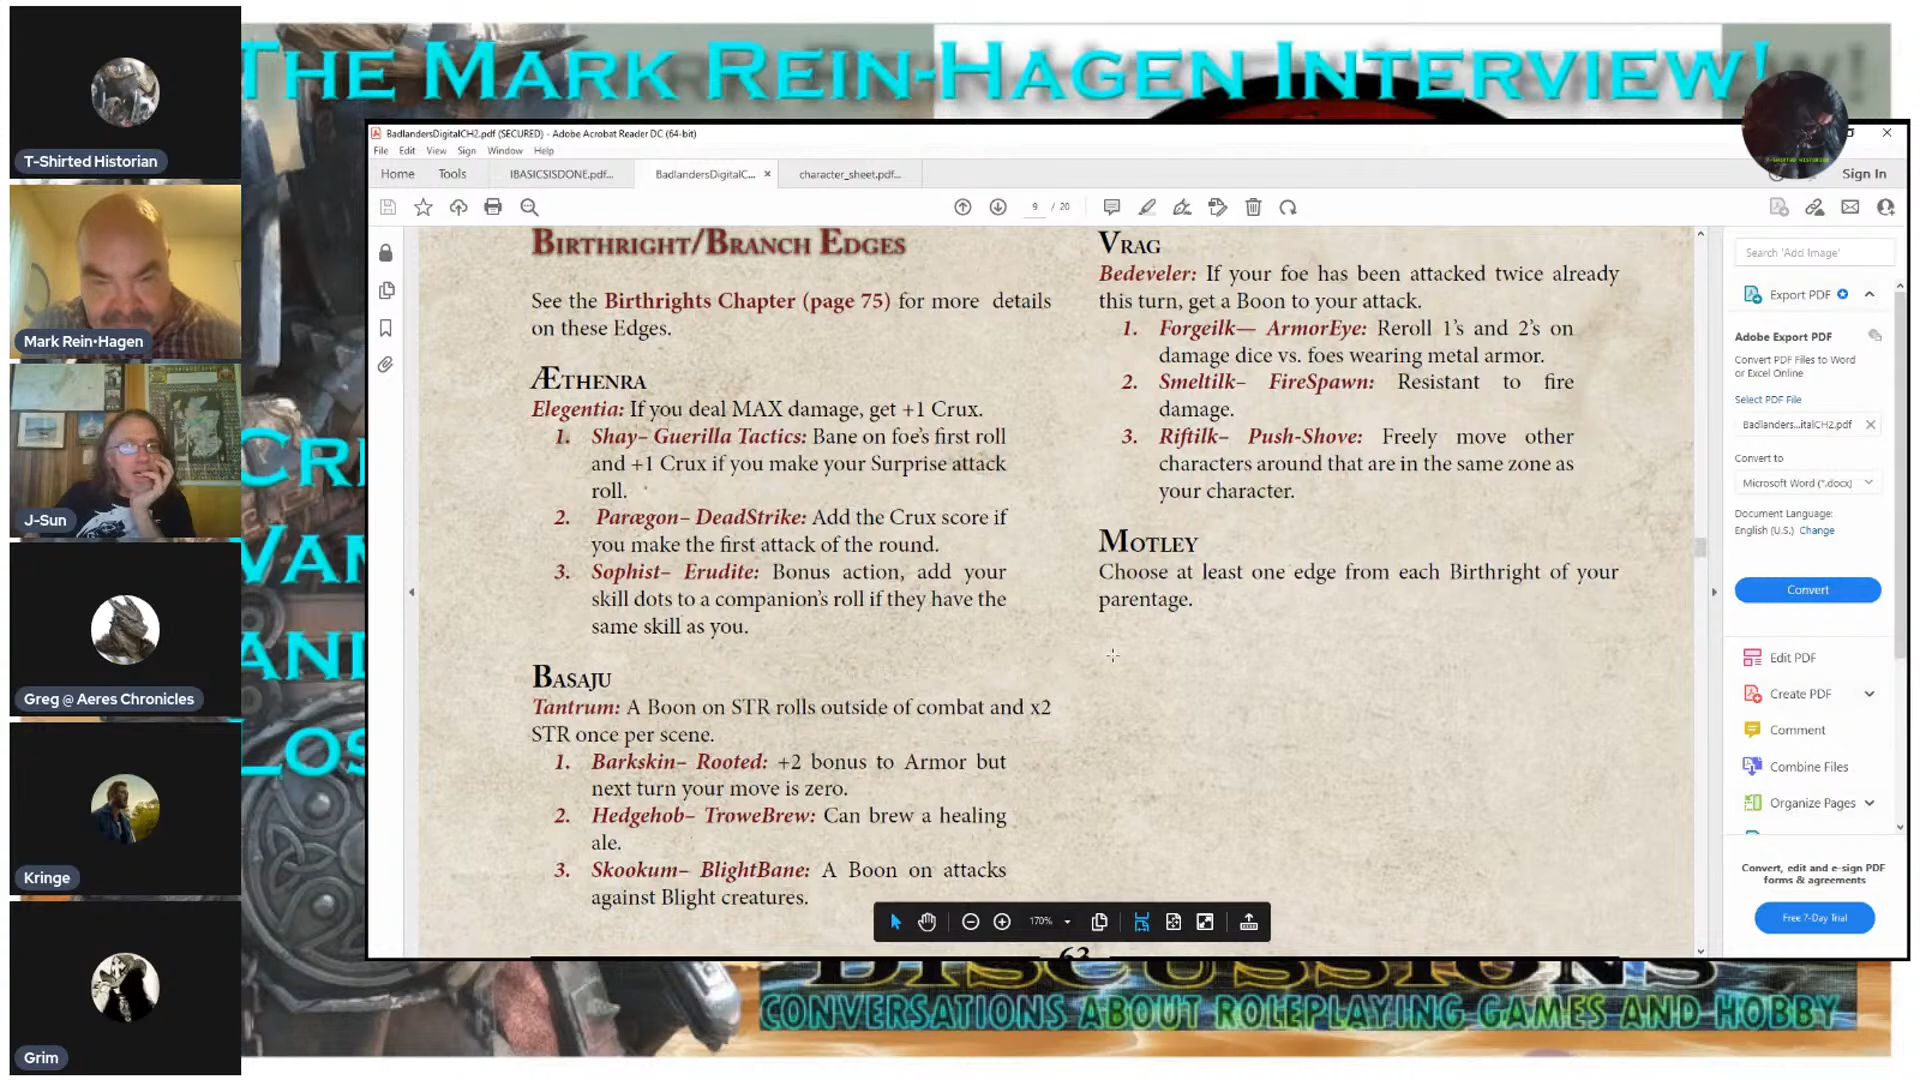 THE MARK REIN-HAGEN INTERVIEW!
T-Shirted Historian
Mark Rein•Hagen
J-Sun
Greg @ Aeres Chronicles
Kringe
Grim
BadlandersDigitalCH2.pdf (SECURED) - Adobe Acrobat Reader DC (64-bit)
File Edit View Sign Window Help
Home Tools IBASICSISDONE.pdf... BadlandersDigitalC... × character_sheet.pdf... Sign In
9 / 20
BIRTHRIGHT/BRANCH EDGES
See the Birthrights Chapter (page 75) for more details
on these Edges.
ÆTHENRA
Elegentia: If you deal MAX damage, get +1 Crux.
1. Shay– Guerilla Tactics: Bane on foe's first roll
and +1 Crux if you make your Surprise attack
roll.
2. Parægon– DeadStrike: Add the Crux score if
you make the first attack of the round.
3. Sophist– Erudite: Bonus action, add your
skill dots to a companion's roll if they have the
same skill as you.
BASAJU
Tantrum: A Boon on STR rolls outside of combat and x2
STR once per scene.
1. Barkskin– Rooted: +2 bonus to Armor but
next turn your move is zero.
2. Hedgehob– TroweBrew: Can brew a healing
ale.
3. Skookum– BlightBane: A Boon on attacks
against Blight creatures.
VRAG
Bedeveler: If your foe has been attacked twice already
this turn, get a Boon to your attack.
1. Forgeilk— ArmorEye: Reroll 1's and 2's on
damage dice vs. foes wearing metal armor.
2. Smeltilk– FireSpawn: Resistant to fire
damage.
3. Riftilk– Push-Shove: Freely move other
characters around that are in the same zone as
your character.
MOTLEY
Choose at least one edge from each Birthright of your
parentage.
63
170%
Search 'Add Image'
Export PDF
Adobe Export PDF
Convert PDF Files to Word
or Excel Online
Select PDF File
Badlanders...italCH2.pdf
Convert to
Microsoft Word (*.docx)
Document Language:
English (U.S.) Change
Convert
Edit PDF
Create PDF
Comment
Combine Files
Organize Pages
Convert, edit and e-sign PDF
forms & agreements
Free 7-Day Trial
DISCUSSIONS
CONVERSATIONS ABOUT ROLEPLAYING GAMES AND HOBBY